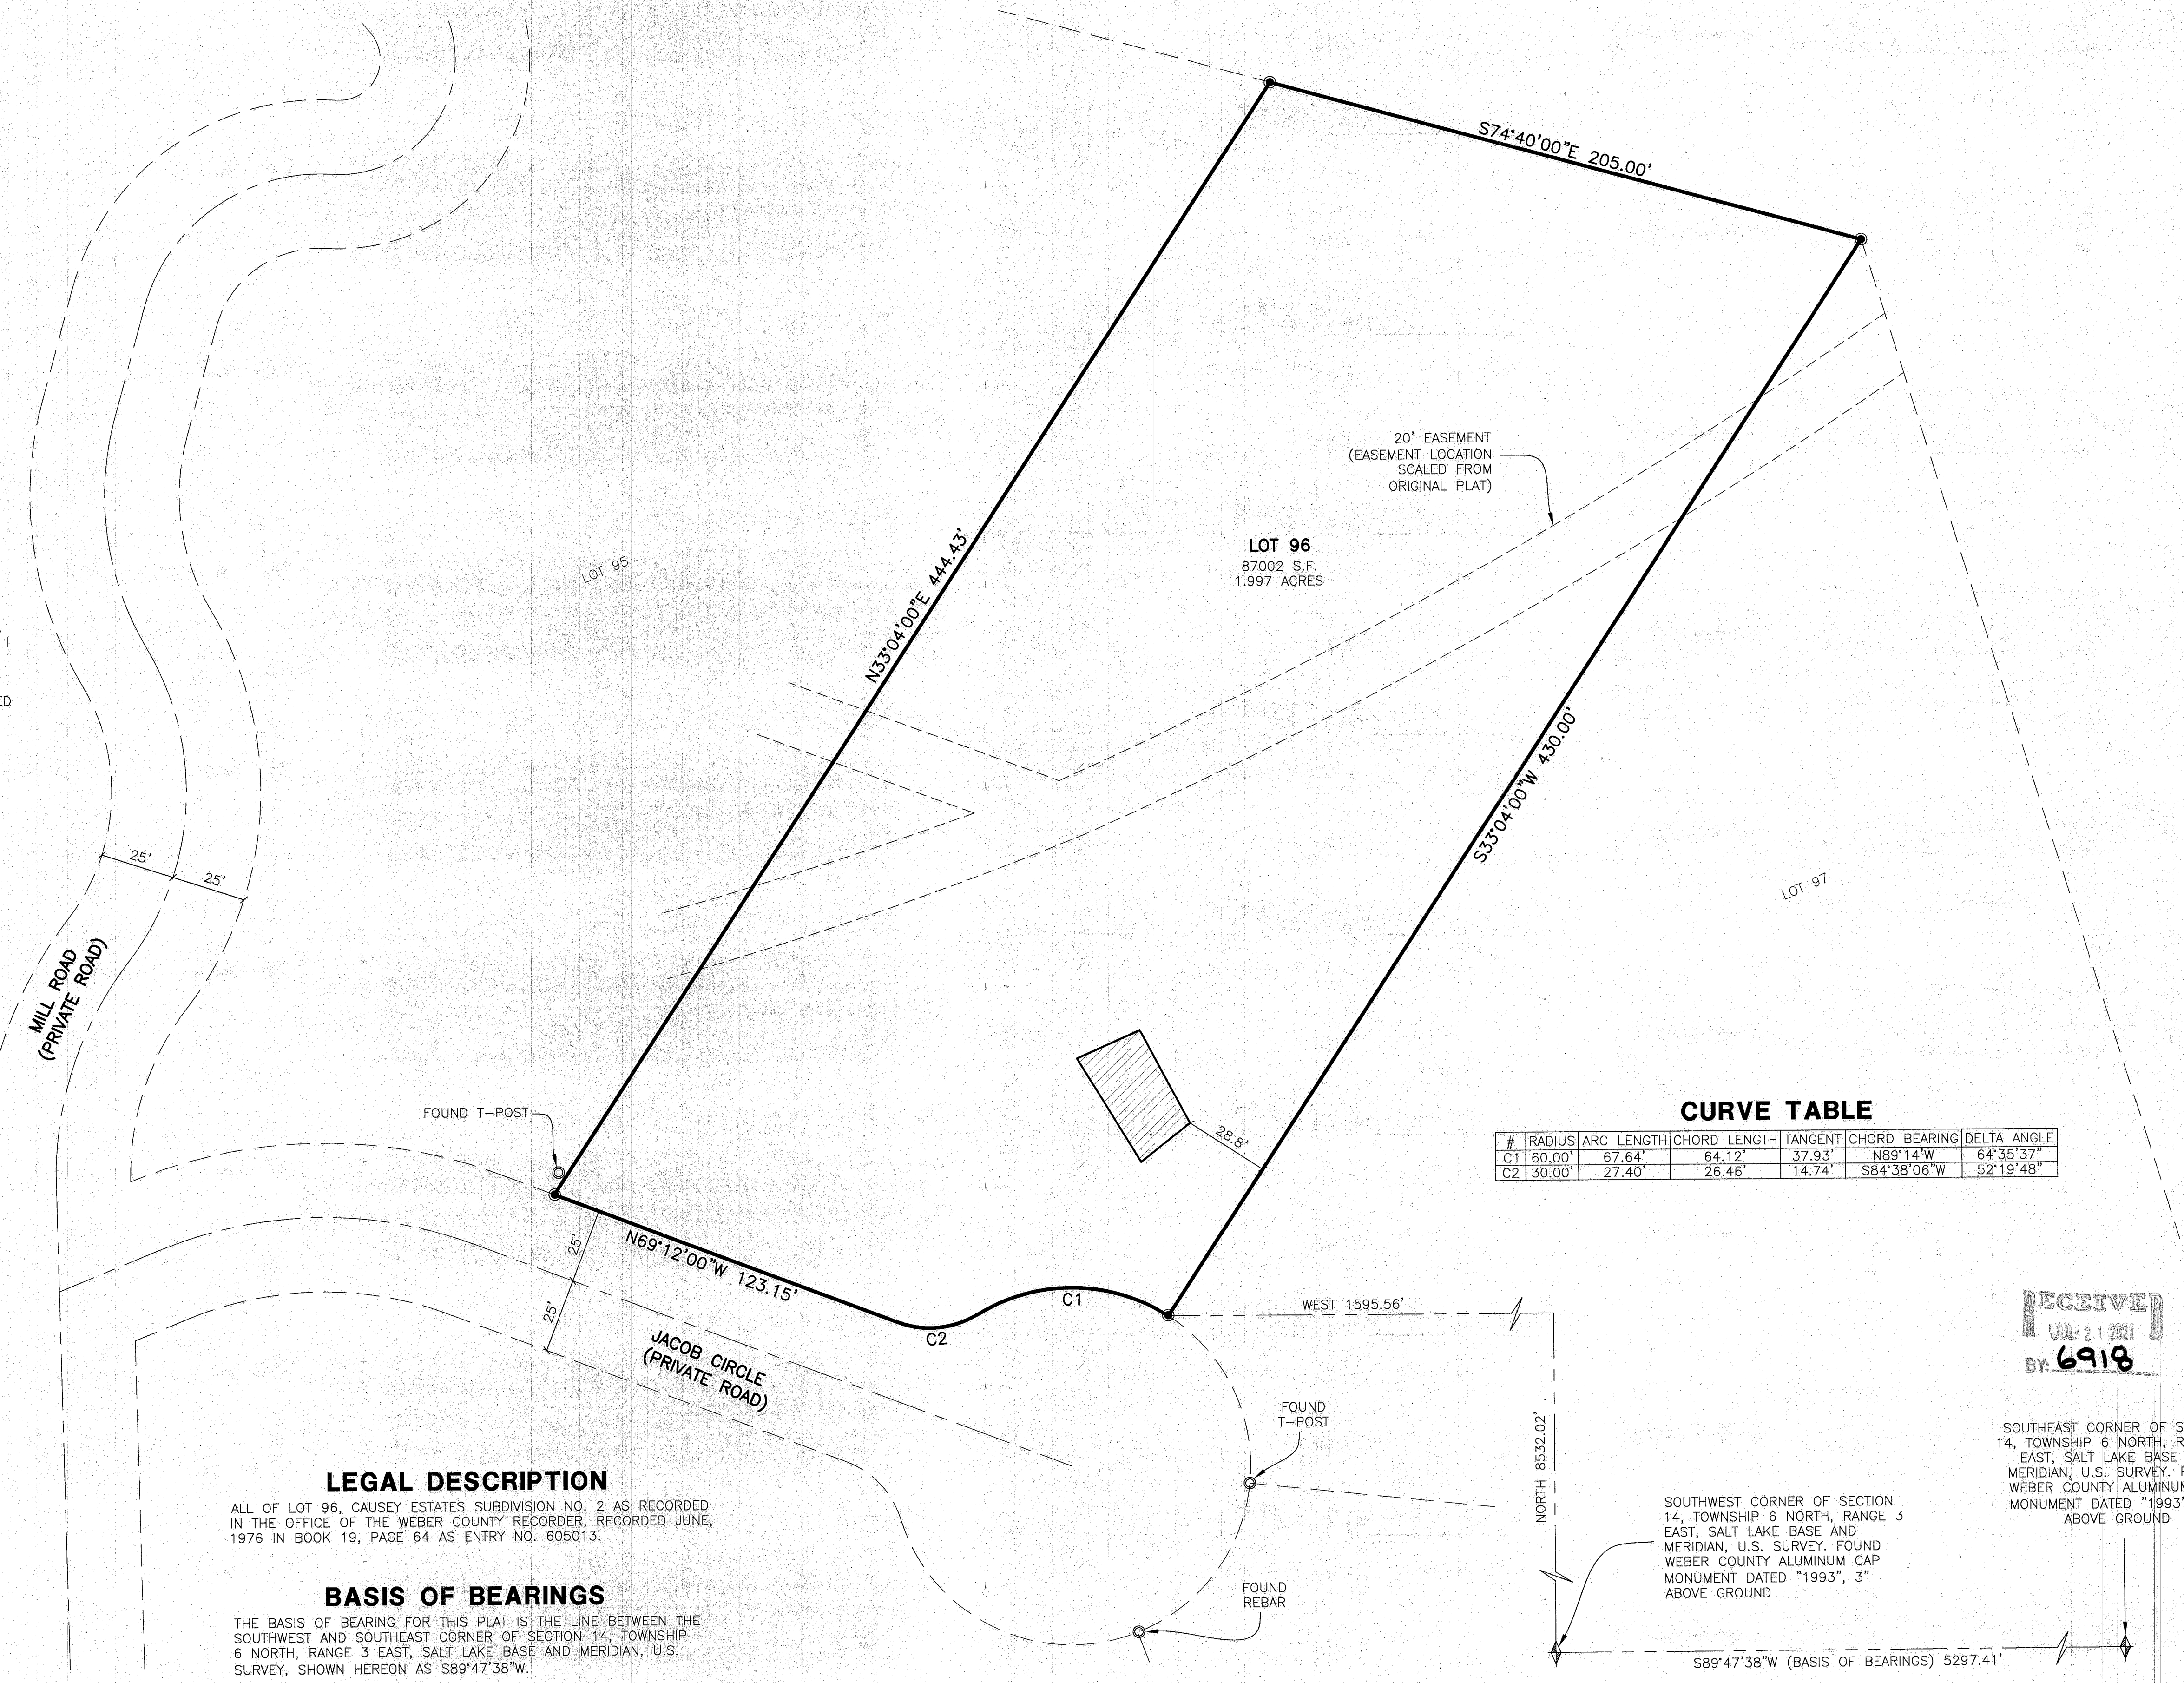 S74°40'00"E 205.00'
20' EASEMENT
(EASEMENT LOCATION
SCALED FROM
ORIGINAL PLAT)
LOT 96
87002 S.F.
1.997 ACRES
LOT 95
N33°04'00"E 444.43'
S33°04'00"W 430.00'
LOT 97
25'
25'
MILL ROAD
(PRIVATE ROAD)
FOUND T-POST
28.8'
CURVE TABLE
# RADIUS ARC LENGTH CHORD LENGTH TANGENT CHORD BEARING DELTA ANGLE
C1 60.00' 67.64' 64.12' 37.93' N89°14'W 64°35'37"
C2 30.00' 27.40' 26.46' 14.74' S84°38'06"W 52°19'48"
25'
25'
N69°12'00"W 123.15'
C2
C1
WEST 1595.56'
JACOB CIRCLE
(PRIVATE ROAD)
RECEIVED
JUL 21 2021
BY: 6918
FOUND
T-POST
NORTH 8532.02'
LEGAL DESCRIPTION
ALL OF LOT 96, CAUSEY ESTATES SUBDIVISION NO. 2 AS RECORDED
IN THE OFFICE OF THE WEBER COUNTY RECORDER, RECORDED JUNE,
1976 IN BOOK 19, PAGE 64 AS ENTRY NO. 605013.
BASIS OF BEARINGS
THE BASIS OF BEARING FOR THIS PLAT IS THE LINE BETWEEN THE
SOUTHWEST AND SOUTHEAST CORNER OF SECTION 14, TOWNSHIP
6 NORTH, RANGE 3 EAST, SALT LAKE BASE AND MERIDIAN, U.S.
SURVEY, SHOWN HEREON AS S89°47'38"W.
FOUND
REBAR
SOUTHWEST CORNER OF SECTION
14, TOWNSHIP 6 NORTH, RANGE 3
EAST, SALT LAKE BASE AND
MERIDIAN, U.S. SURVEY. FOUND
WEBER COUNTY ALUMINUM CAP
MONUMENT DATED "1993", 3"
ABOVE GROUND
SOUTHEAST CORNER OF
14, TOWNSHIP 6 NORTH,
EAST, SALT LAKE BASE
MERIDIAN, U.S. SURVEY.
WEBER COUNTY ALUMINUM
MONUMENT DATED "1993"
ABOVE GROUND
S89°47'38"W (BASIS OF BEARINGS) 5297.41'